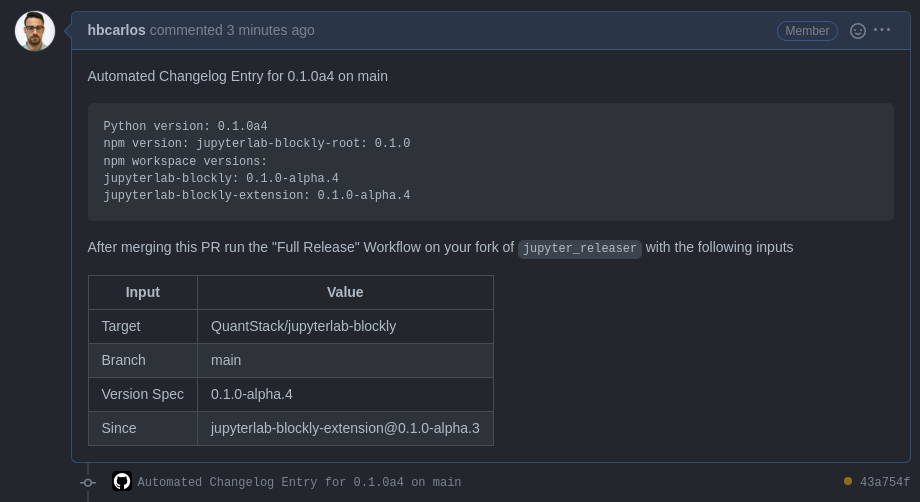 hbcarlos commented 3 minutes ago
Member
Automated Changelog Entry for 0.1.0a4 on main
Python version: 0.1.0a4
npm version: jupyterlab-blockly-root: 0.1.0
npm workspace versions:
jupyterlab-blockly: 0.1.0-alpha.4
jupyterlab-blockly-extension: 0.1.0-alpha.4
After merging this PR run the "Full Release" Workflow on your fork of jupyter_releaser with the following inputs
Input Value
Target QuantStack/jupyterlab-blockly
Branch main
Version Spec 0.1.0-alpha.4
Since jupyterlab-blockly-extension@0.1.0-alpha.3
Automated Changelog Entry for 0.1.0a4 on main 43a754f